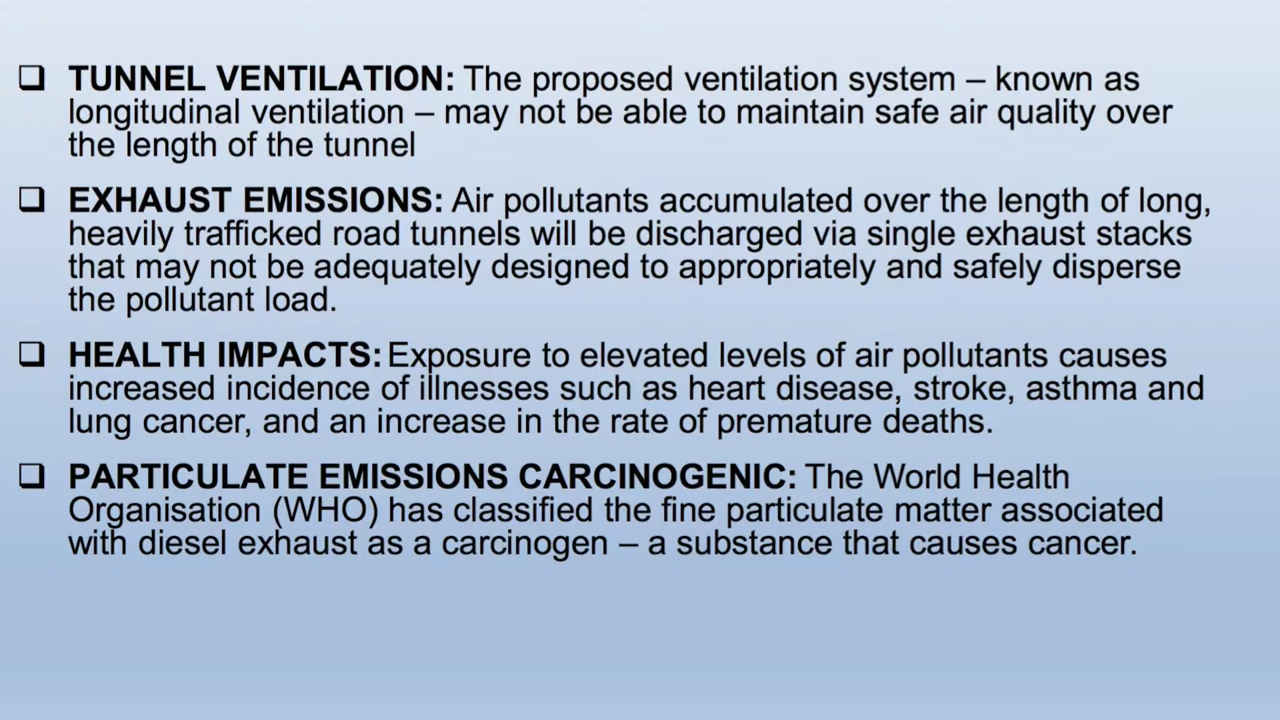 ❑ TUNNEL VENTILATION: The proposed ventilation system – known as
longitudinal ventilation – may not be able to maintain safe air quality over
the length of the tunnel
❑ EXHAUST EMISSIONS: Air pollutants accumulated over the length of long,
heavily trafficked road tunnels will be discharged via single exhaust stacks
that may not be adequately designed to appropriately and safely disperse
the pollutant load.
❑ HEALTH IMPACTS: Exposure to elevated levels of air pollutants causes
increased incidence of illnesses such as heart disease, stroke, asthma and
lung cancer, and an increase in the rate of premature deaths.
❑ PARTICULATE EMISSIONS CARCINOGENIC: The World Health
Organisation (WHO) has classified the fine particulate matter associated
with diesel exhaust as a carcinogen – a substance that causes cancer.